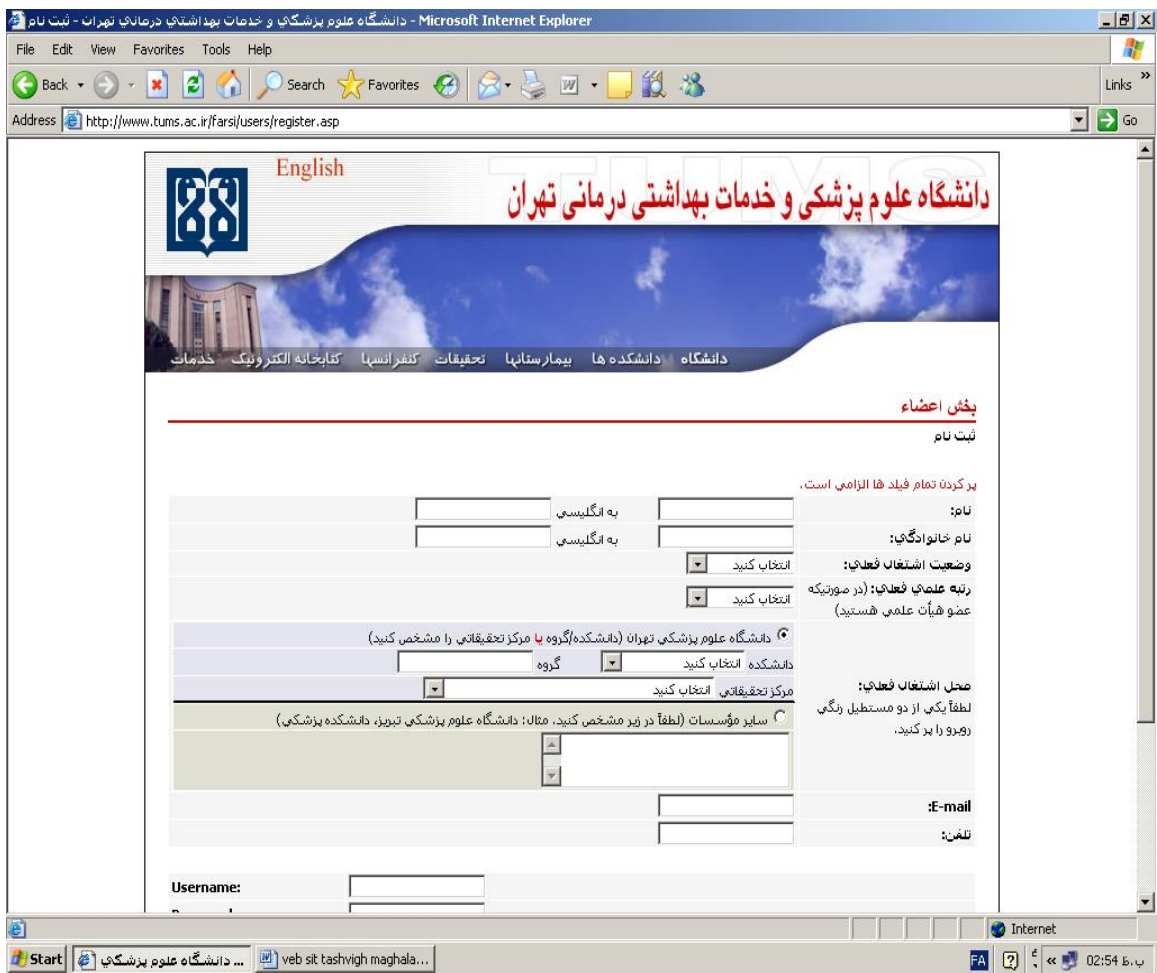 دانشگاه علوم پزشکي و خدمات بهداشتي درماني تهران - ثبت نام - Microsoft Internet Explorer
File Edit View Favorites Tools Help
Back Search Favorites Links
Address http://www.tums.ac.ir/farsi/users/register.asp Go
English
TUMS
دانشگاه علوم پزشکی و خدمات بهداشتی درمانی تهران
دانشگاه دانشکده ها بیمارستانها تحقیقات کنفرانسها کتابخانه الکترونیک خدمات
بخش اعضاء
ثبت نام
پر کردن تمام فیلد ها الزامي است.
نام: به انگليسي
نام خانوادگي: به انگليسي
وضعيت اشتغال فعلي: انتخاب کنيد
رتبه علمي فعلي: (در صورتيکه عضو هيأت علمي هستيد) انتخاب کنيد
محل اشتغال فعلي:
لطفاً يکي از دو مستطيل رنگي
روبرو را پر کنيد.
دانشگاه علوم پزشکي تهران (دانشکده/گروه يا مرکز تحقيقاتي را مشخص کنيد)
دانشکده انتخاب کنيد گروه
مرکز تحقيقاتي انتخاب کنيد
ساير مؤسسات (لطفاً در زير مشخص کنيد. مثال: دانشگاه علوم پزشکي تبريز، دانشکده پزشکي)
E-mail:
تلفن:
Username:
Internet
Start دانشگاه علوم پزشکي ... veb sit tashvigh maghala... FA 02:54 ب.ظ